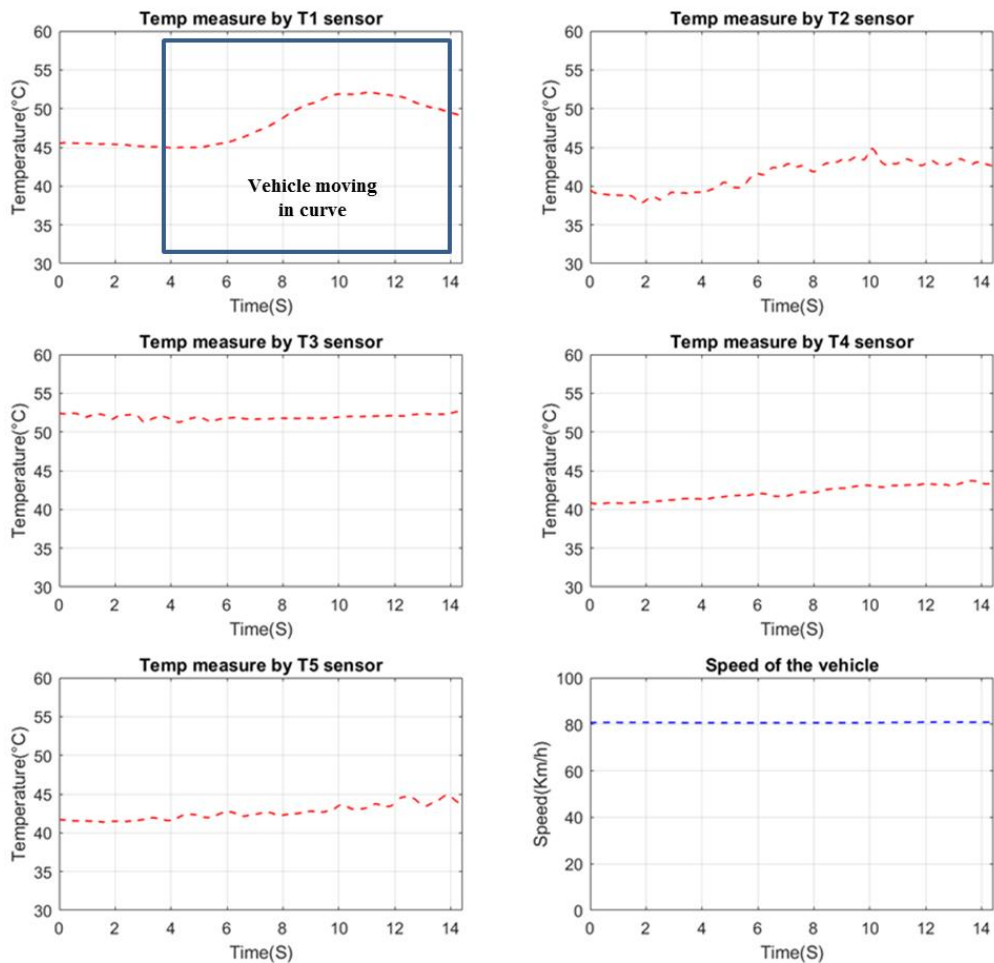 Temp measure by T1 sensor
60
55
50
45
40
35
30
Temperature(°C)
Vehicle moving
in curve
0 2 4 6 8 10 12 14
Time(S)
Temp measure by T2 sensor
60
55
50
45
40
35
30
Temperature(°C)
0 2 4 6 8 10 12 14
Time(S)
Temp measure by T3 sensor
60
55
50
45
40
35
30
Temperature(°C)
0 2 4 6 8 10 12 14
Time(S)
Temp measure by T4 sensor
60
55
50
45
40
35
30
Temperature(°C)
0 2 4 6 8 10 12 14
Time(S)
Temp measure by T5 sensor
60
55
50
45
40
35
30
Temperature(°C)
0 2 4 6 8 10 12 14
Time(S)
Speed of the vehicle
100
80
60
40
20
0
Speed(Km/h)
0 2 4 6 8 10 12 14
Time(S)